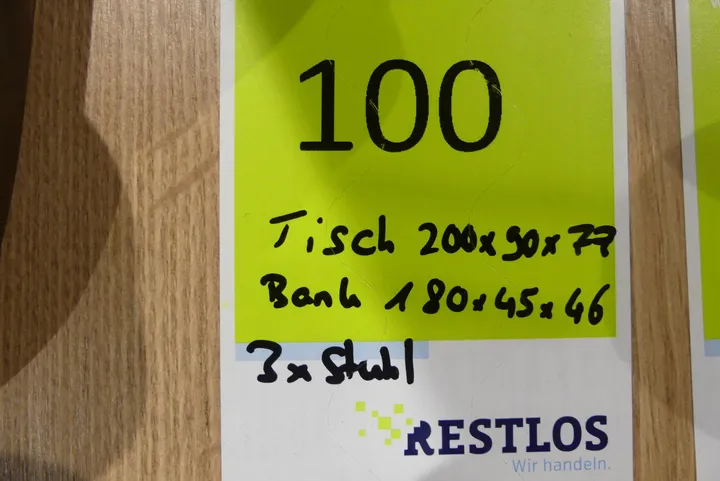 100
Tisch 200x90x77
Bank 180x45x46
3x Stuhl
RESTLOS
Wir handeln.